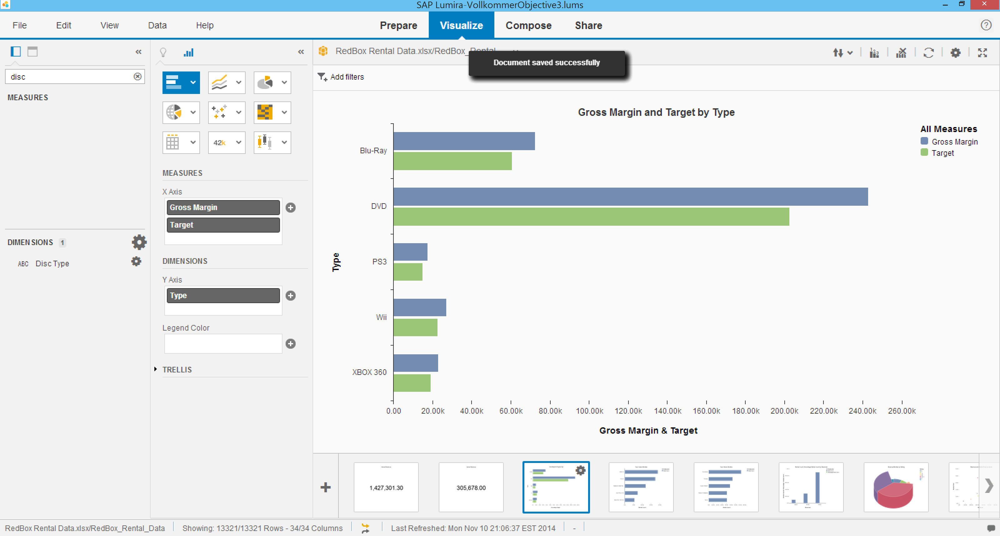 SAP Lumira-VollkommerObjective3.lums
File Edit View Data Help
Prepare Visualize Compose Share
RedBox Rental Data.xlsx/RedBox_Rental
Document saved successfully
disc
Add filters
MEASURES
DIMENSIONS 1
ABC Disc Type
42k
MEASURES
X Axis
Gross Margin
Target
DIMENSIONS
Y Axis
Type
Legend Color
TRELLIS
Gross Margin and Target by Type
All Measures
Gross Margin
Target
Type
Blu-Ray
DVD
PS3
Wii
XBOX 360
0.00 20.00k 40.00k 60.00k 80.00k 100.00k 120.00k 140.00k 160.00k 180.00k 200.00k 220.00k 240.00k 260.00k
Gross Margin & Target
1,427,301.30
305,678.00
RedBox Rental Data.xlsx/RedBox_Rental_Data
Showing: 13321/13321 Rows - 34/34 Columns
Last Refreshed: Mon Nov 10 21:06:37 EST 2014 -